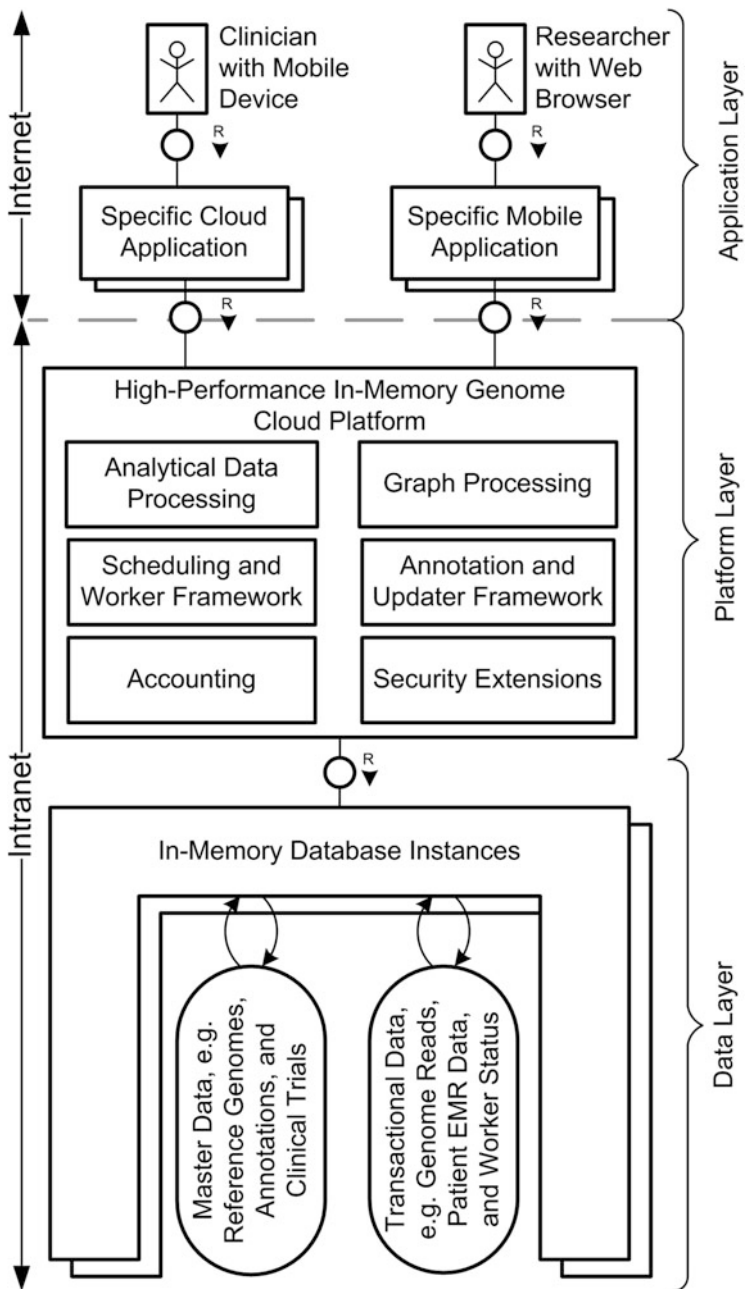 Clinician
with Mobile
Device
Researcher
with Web
Browser
R
R
Specific Cloud
Application
Specific Mobile
Application
R
R
Internet
Application Layer
High-Performance In-Memory Genome
Cloud Platform
Analytical Data
Processing
Graph Processing
Scheduling and
Worker Framework
Annotation and
Updater Framework
Accounting
Security Extensions
Platform Layer
R
Intranet
In-Memory Database Instances
Master Data, e.g.
Reference Genomes,
Annotations, and
Clinical Trials
Transactional Data,
e.g. Genome Reads,
Patient EMR Data,
and Worker Status
Data Layer